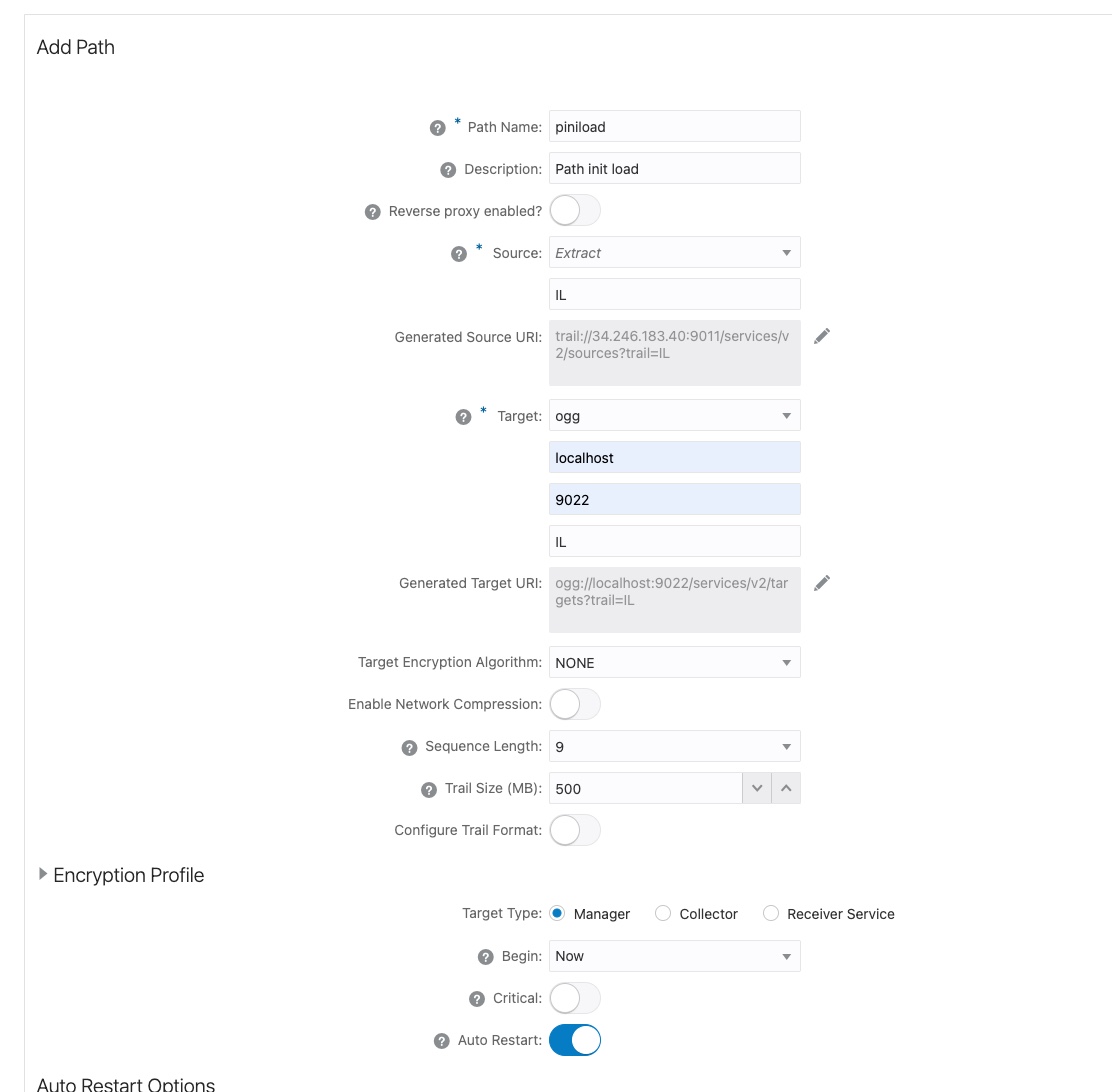 Add Path
? * Path Name: piniload
? Description: Path init load
? Reverse proxy enabled?
? * Source: Extract
IL
Generated Source URI: trail://34.246.183.40:9011/services/v
2/sources?trail=IL
? * Target: ogg
localhost
9022
IL
Generated Target URI: ogg://localhost:9022/services/v2/tar
gets?trail=IL
Target Encryption Algorithm: NONE
Enable Network Compression:
? Sequence Length: 9
? Trail Size (MB): 500
Configure Trail Format:
Encryption Profile
Target Type: Manager Collector Receiver Service
? Begin: Now
? Critical:
? Auto Restart:
Auto Restart Options